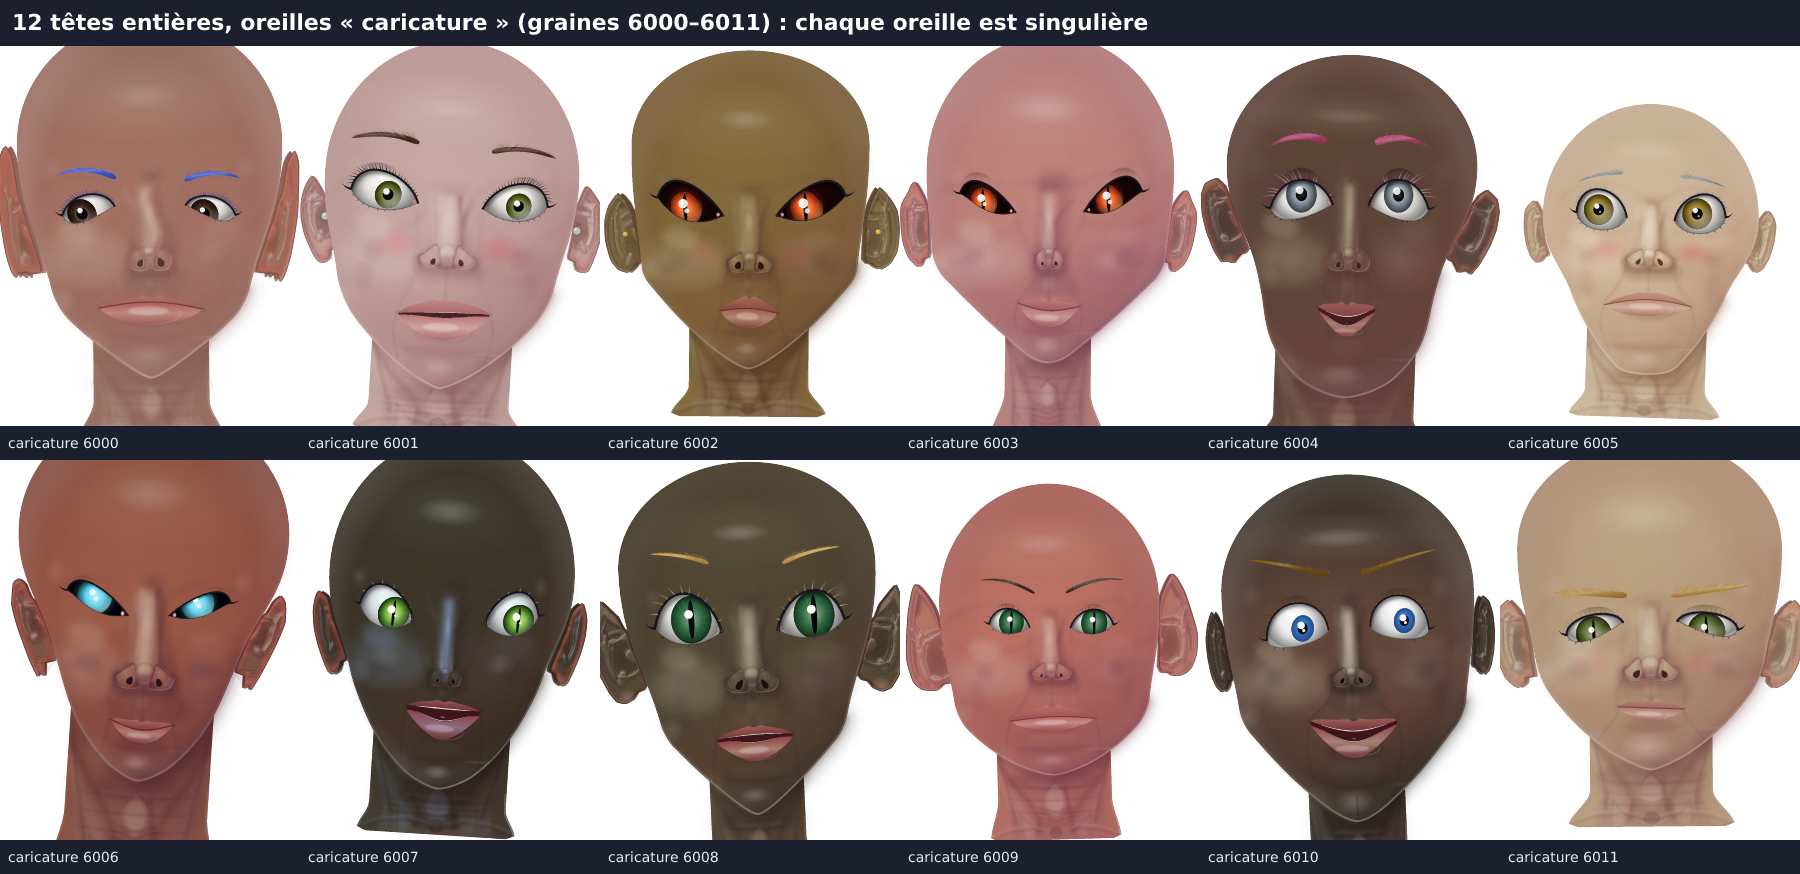 12 têtes entières, oreilles « caricature » (graines 6000–6011) : chaque oreille est singulière
caricature 6000
caricature 6001
caricature 6002
caricature 6003
caricature 6004
caricature 6005
caricature 6006
caricature 6007
caricature 6008
caricature 6009
caricature 6010
caricature 6011